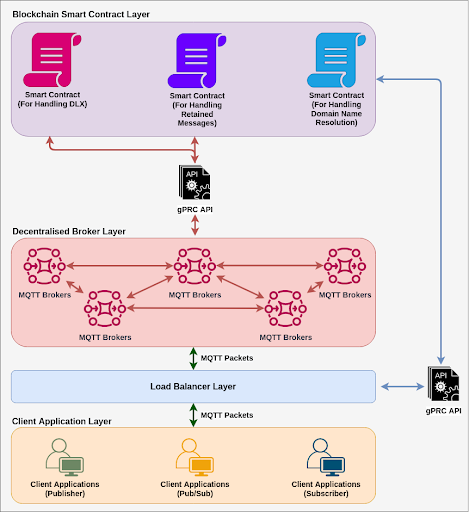 Blockchain Smart Contract Layer
Smart Contract
(For Handling DLX)
Smart Contract
(For Handling
Retained
Messages)
Smart Contract
(For Handling
Domain Name
Resolution)
API
gPRC API
Decentralised Broker Layer
MQTT Brokers
MQTT Brokers
MQTT Brokers
MQTT Brokers
MQTT Brokers
MQTT Packets
Load Balancer Layer
API
gPRC API
MQTT Packets
Client Application Layer
Client Applications
(Publisher)
Client Applications
(Pub/Sub)
Client Applications
(Subscriber)